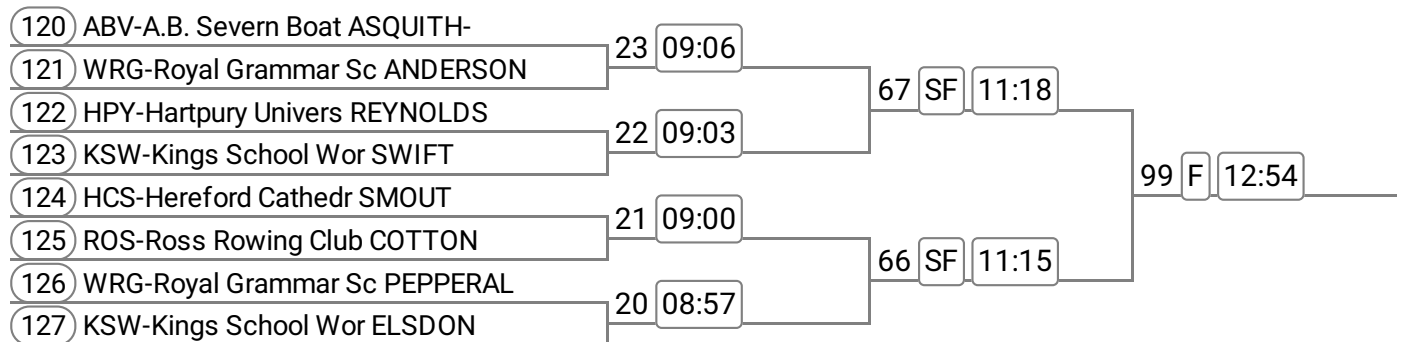 120 ABV-A.B. Severn Boat ASQUITH-
23 09:06
121 WRG-Royal Grammar Sc ANDERSON
67 SF 11:18
122 HPY-Hartpury Univers REYNOLDS
22 09:03
123 KSW-Kings School Wor SWIFT
99 F 12:54
124 HCS-Hereford Cathedr SMOUT
21 09:00
125 ROS-Ross Rowing Club COTTON
66 SF 11:15
126 WRG-Royal Grammar Sc PEPPERAL
20 08:57
127 KSW-Kings School Wor ELSDON